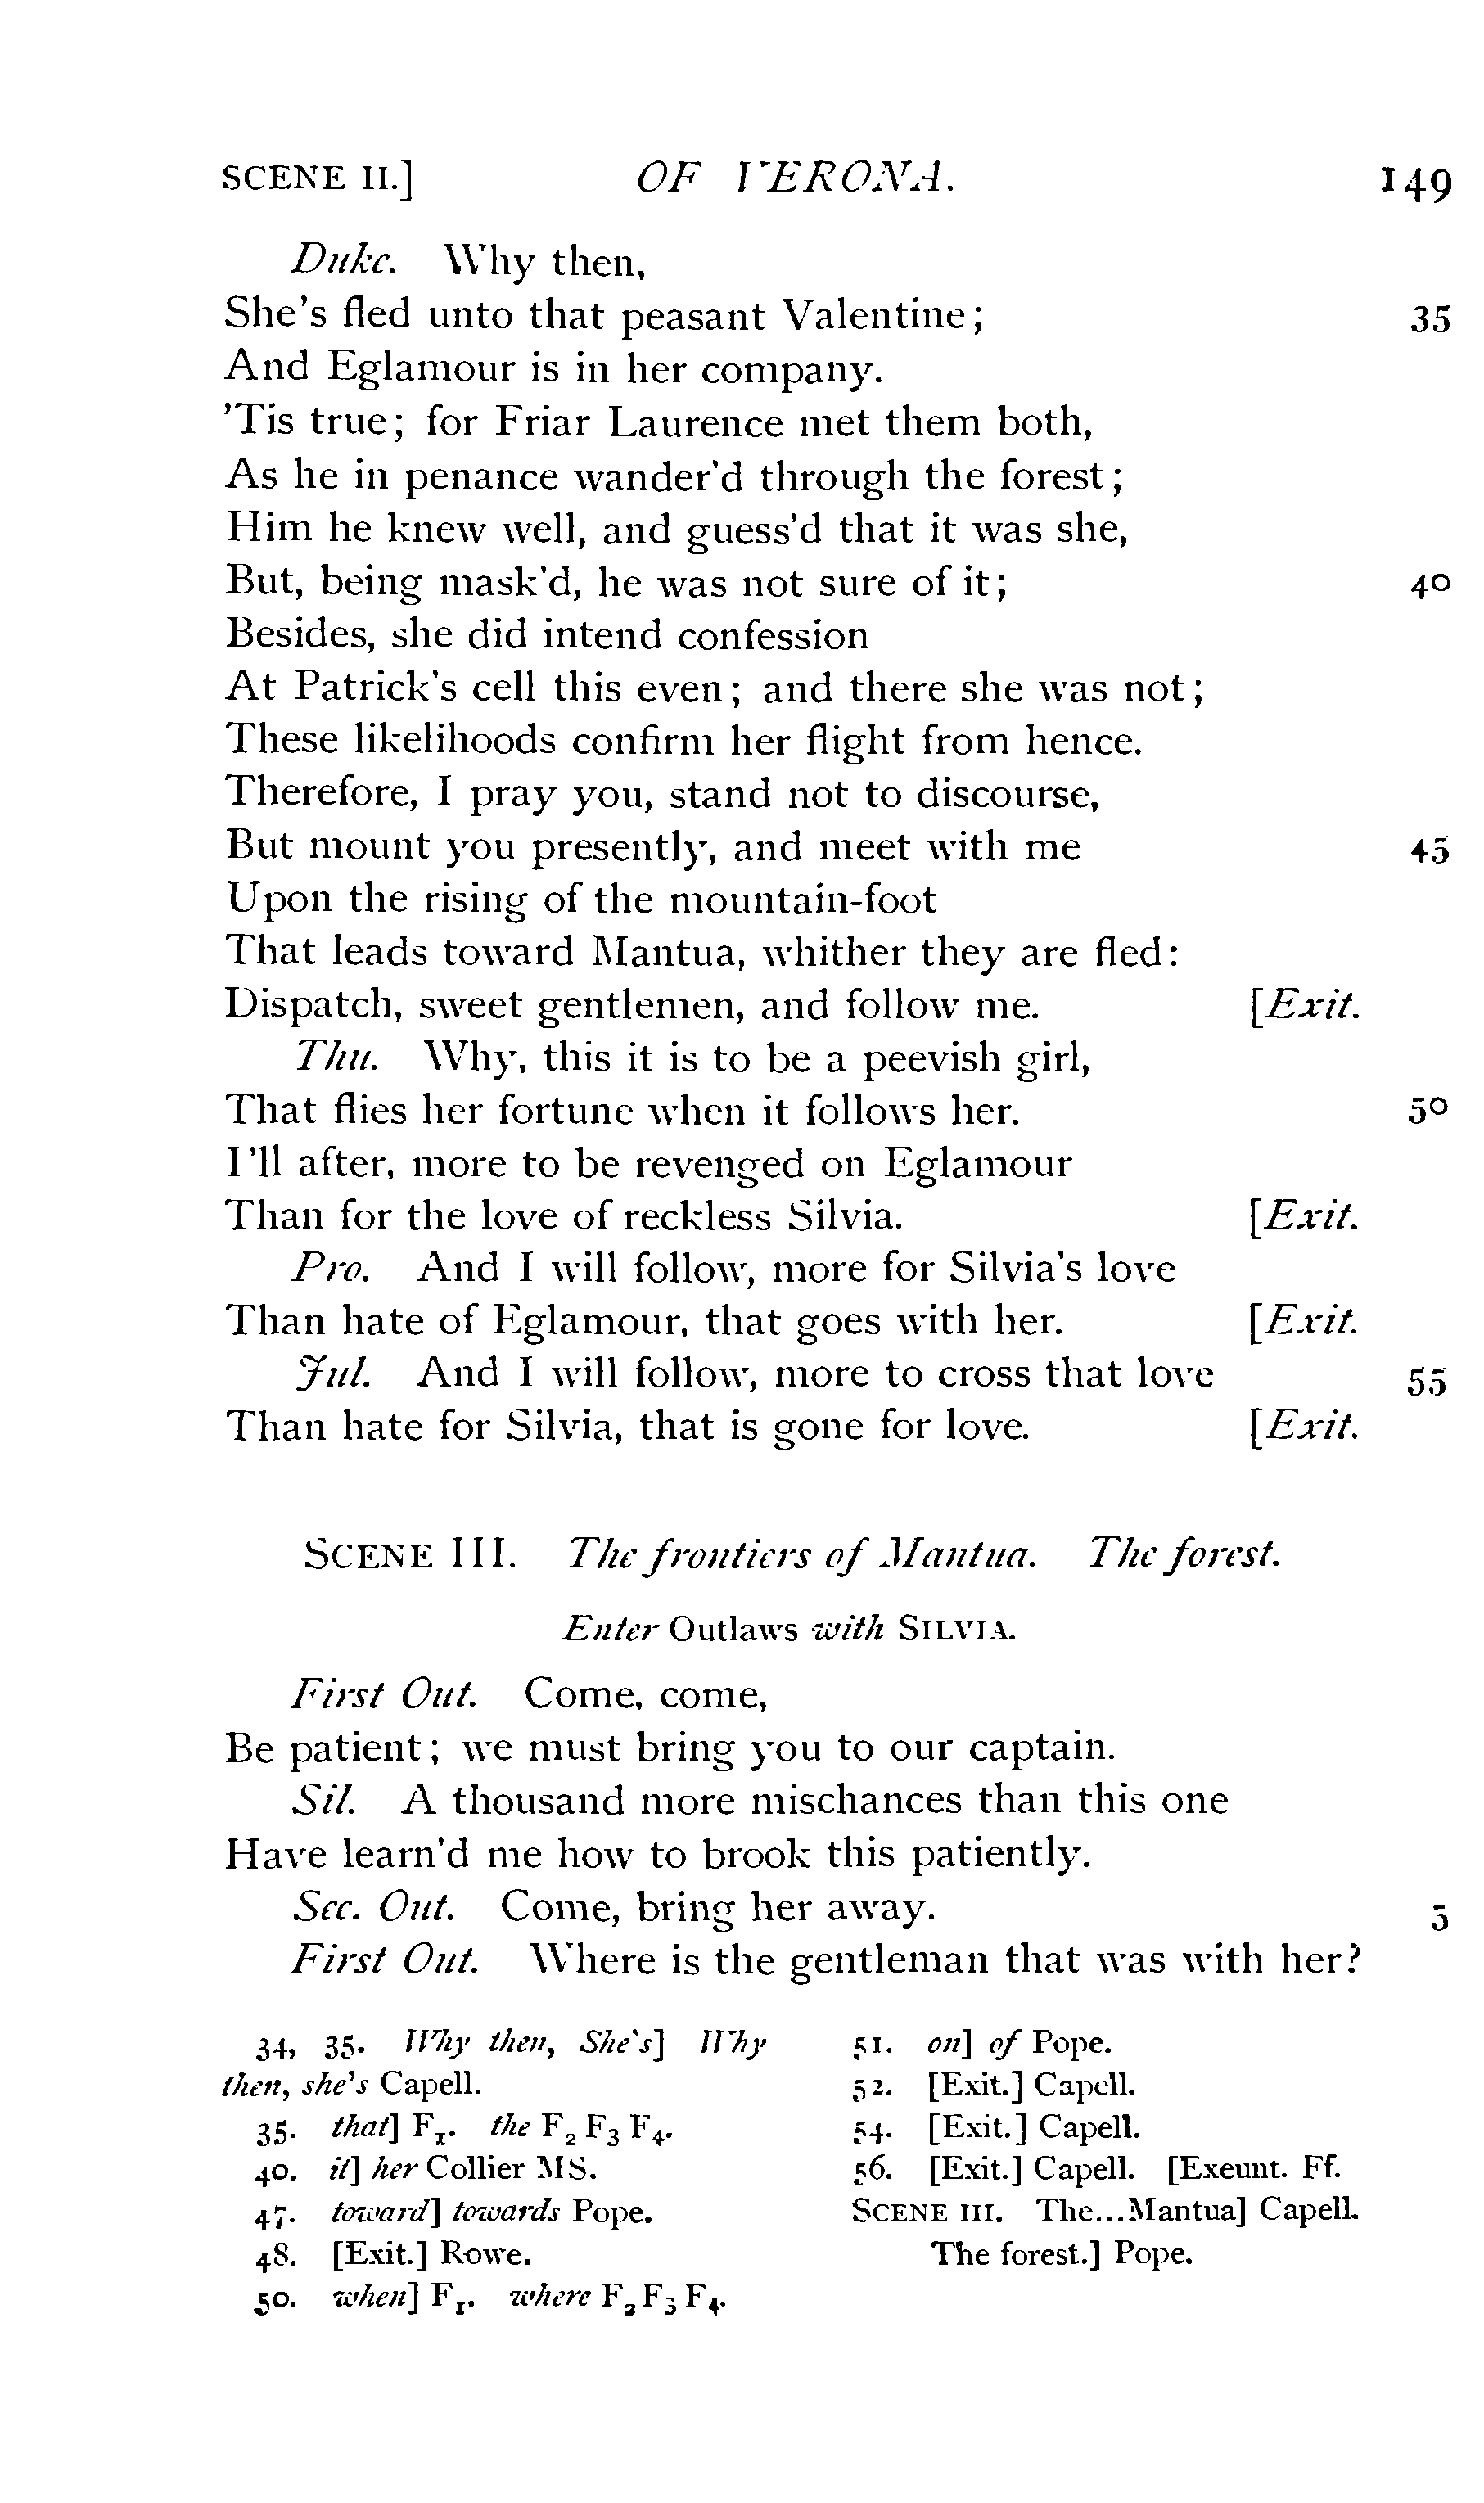 SCENE II.] OF VERONA. 149
Duke. Why then,
She's fled unto that peasant Valentine; 35
And Eglamour is in her company.
'Tis true; for Friar Laurence met them both,
As he in penance wander'd through the forest;
Him he knew well, and guess'd that it was she,
But, being mask'd, he was not sure of it; 40
Besides, she did intend confession
At Patrick's cell this even; and there she was not;
These likelihoods confirm her flight from hence.
Therefore, I pray you, stand not to discourse,
But mount you presently, and meet with me 45
Upon the rising of the mountain-foot
That leads toward Mantua, whither they are fled:
Dispatch, sweet gentlemen, and follow me. [Exit.
Thu. Why, this it is to be a peevish girl,
That flies her fortune when it follows her. 50
I'll after, more to be revenged on Eglamour
Than for the love of reckless Silvia. [Exit.
Pro. And I will follow, more for Silvia's love
Than hate of Eglamour, that goes with her. [Exit.
Jul. And I will follow, more to cross that love 55
Than hate for Silvia, that is gone for love. [Exit.
SCENE III. The frontiers of Mantua. The forest.
Enter Outlaws with SILVIA.
First Out. Come, come,
Be patient; we must bring you to our captain.
Sil. A thousand more mischances than this one
Have learn'd me how to brook this patiently.
Sec. Out. Come, bring her away. 5
First Out. Where is the gentleman that was with her?
34, 35. Why then, She's] Why
then, she's Capell.
35. that] F1. the F2 F3 F4.
40. it] her Collier MS.
47. toward] towards Pope.
48. [Exit.] Rowe.
50. when] F1. where F2 F3 F4.
51. on] of Pope.
52. [Exit.] Capell.
54. [Exit.] Capell.
56. [Exit.] Capell. [Exeunt. Ff.
SCENE III. The...Mantua] Capell.
The forest.] Pope.